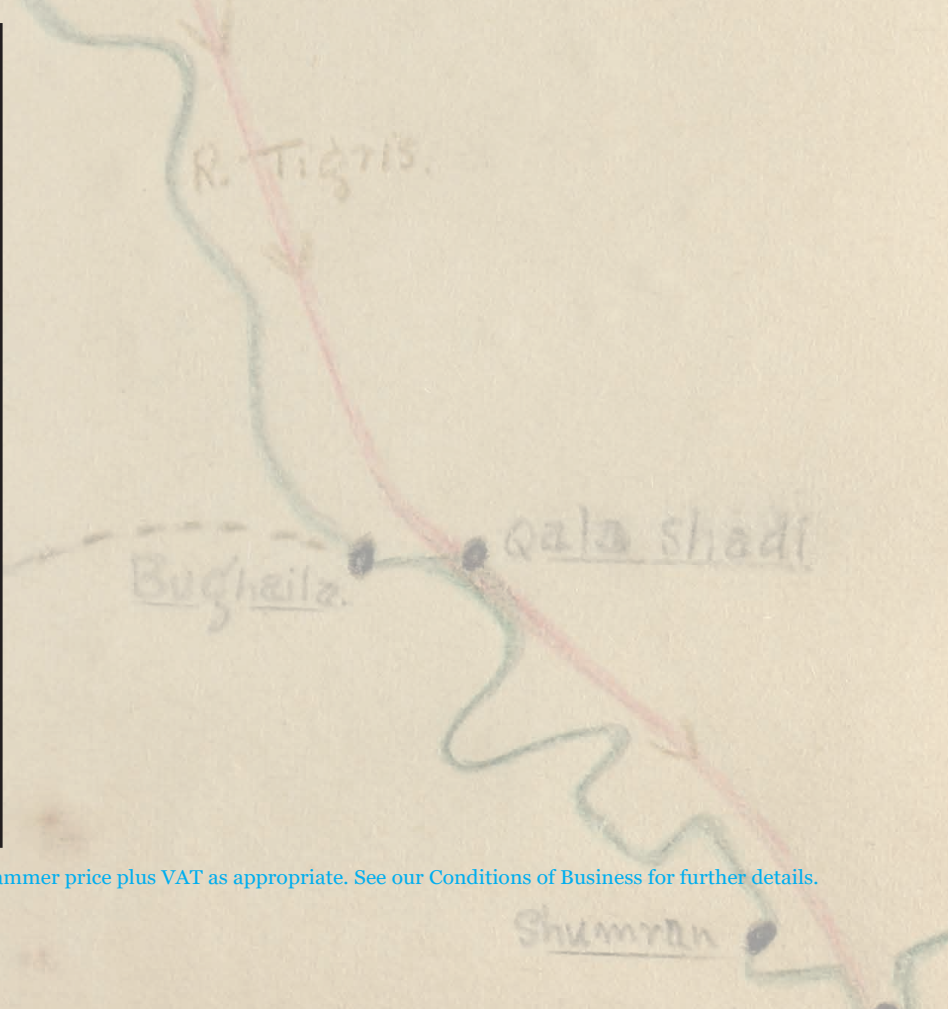 R. Tigris.
Qala Shadi
Bughaila.
ammer price plus VAT as appropriate. See our Conditions of Business for further details.
Shumran